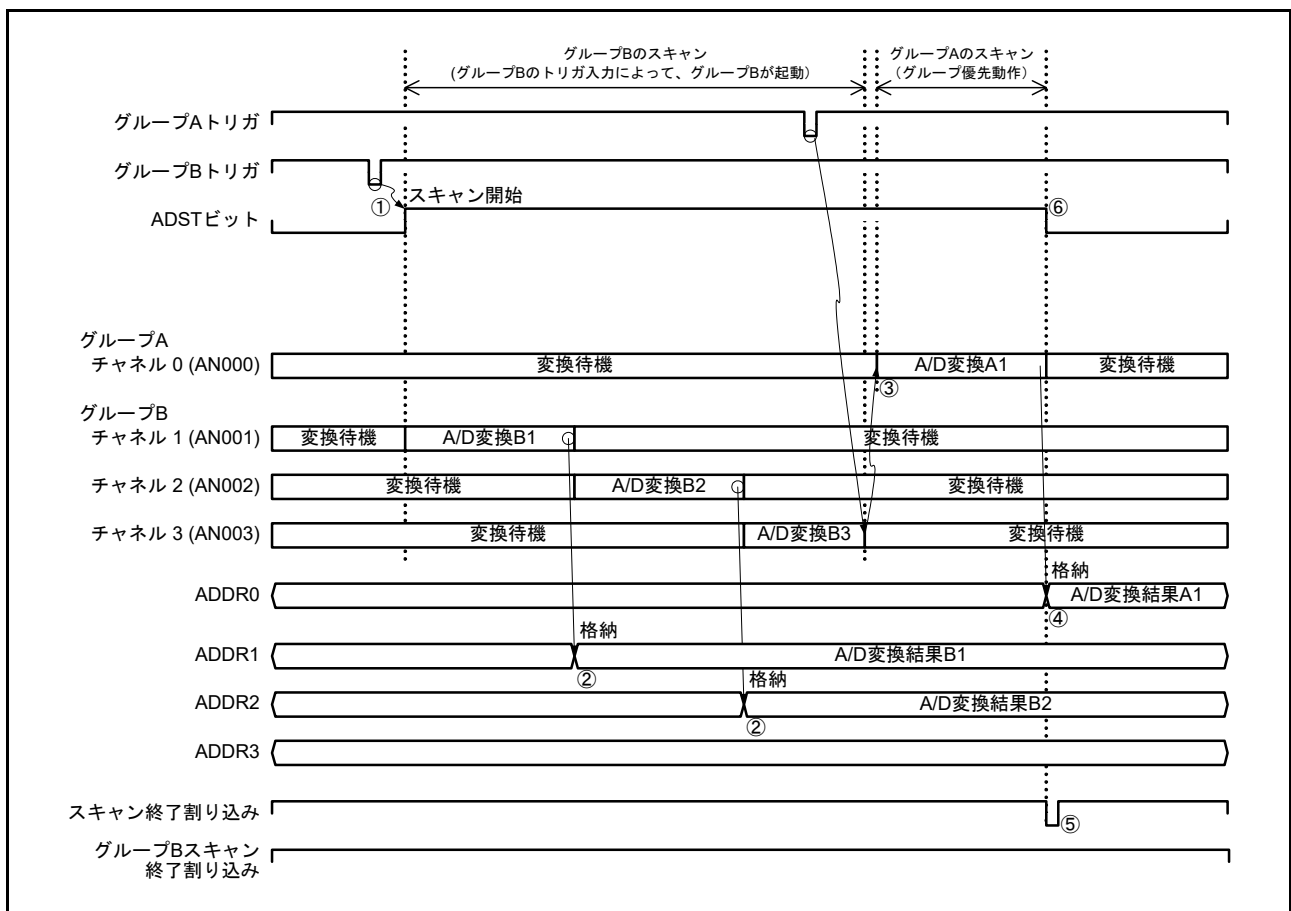 グループBのスキャン
(グループBのトリガ入力によって、グループBが起動)
グループAのスキャン
(グループ優先動作)
グループAトリガ
グループBトリガ
① スキャン開始
ADSTビット
⑥
グループA
チャネル 0 (AN000)
変換待機
A/D変換A1
変換待機
③
グループB
チャネル 1 (AN001)
変換待機
A/D変換B1
変換待機
チャネル 2 (AN002)
変換待機
A/D変換B2
変換待機
チャネル 3 (AN003)
変換待機
A/D変換B3
変換待機
格納
ADDR0
A/D変換結果A1
④
格納
ADDR1
A/D変換結果B1
②
格納
ADDR2
A/D変換結果B2
②
ADDR3
スキャン終了割り込み
⑤
グループBスキャン
終了割り込み